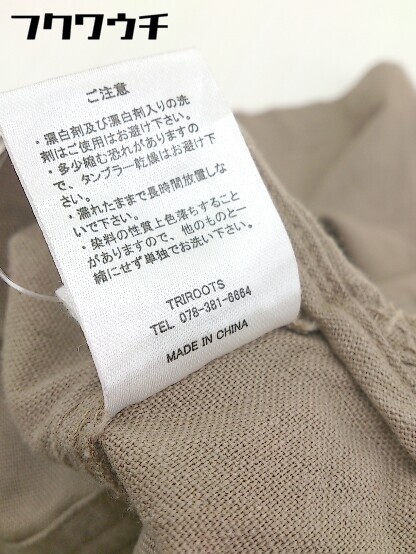 フクワウチ
ご注意
・漂白剤及び漂白剤入りの洗
剤はご使用はお避け下さい。
・多少縮む恐れがありますの
で、タンブラー乾燥はお避け下
さい。
・濡れたままで長時間放置しな
いで下さい。
・染料の性質上色落ちすること
がありますので、他のものと一
緒にせず単独でお洗い下さい。
TRIROOTS
TEL 078-381-6664
MADE IN CHINA